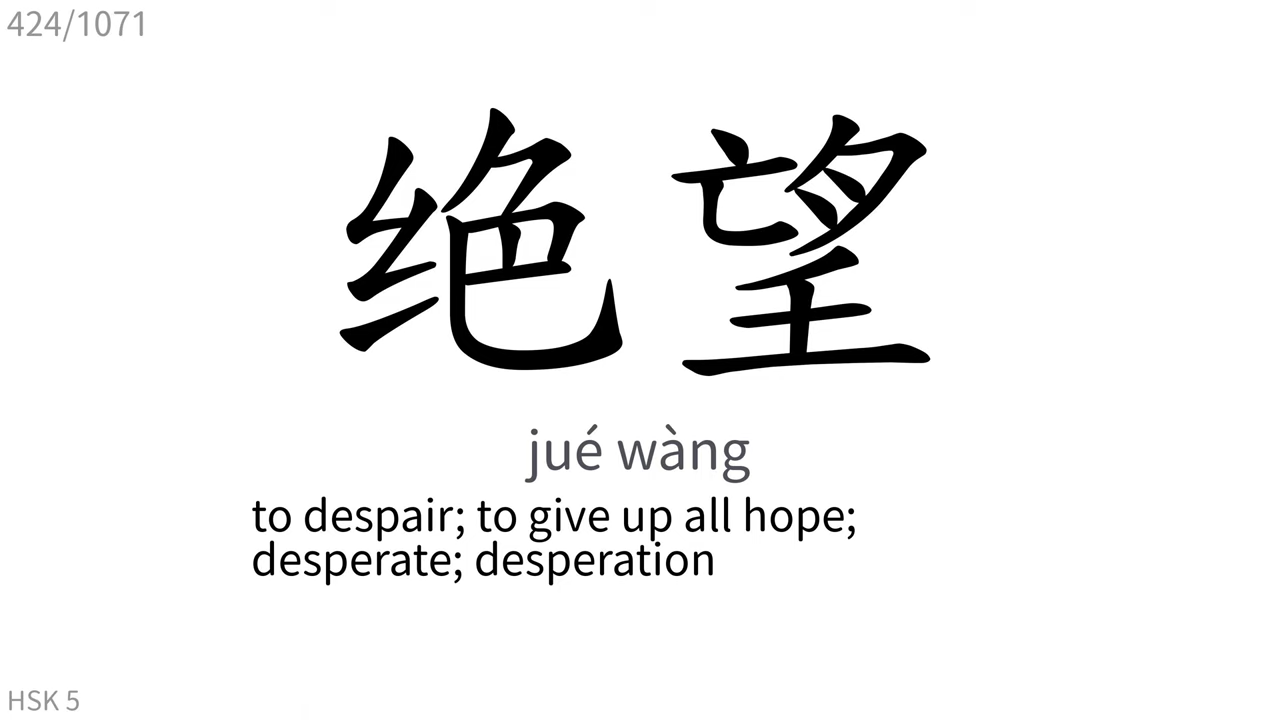 424/1071
绝望
jué wàng
to despair; to give up all hope;
desperate; desperation
HSK 5